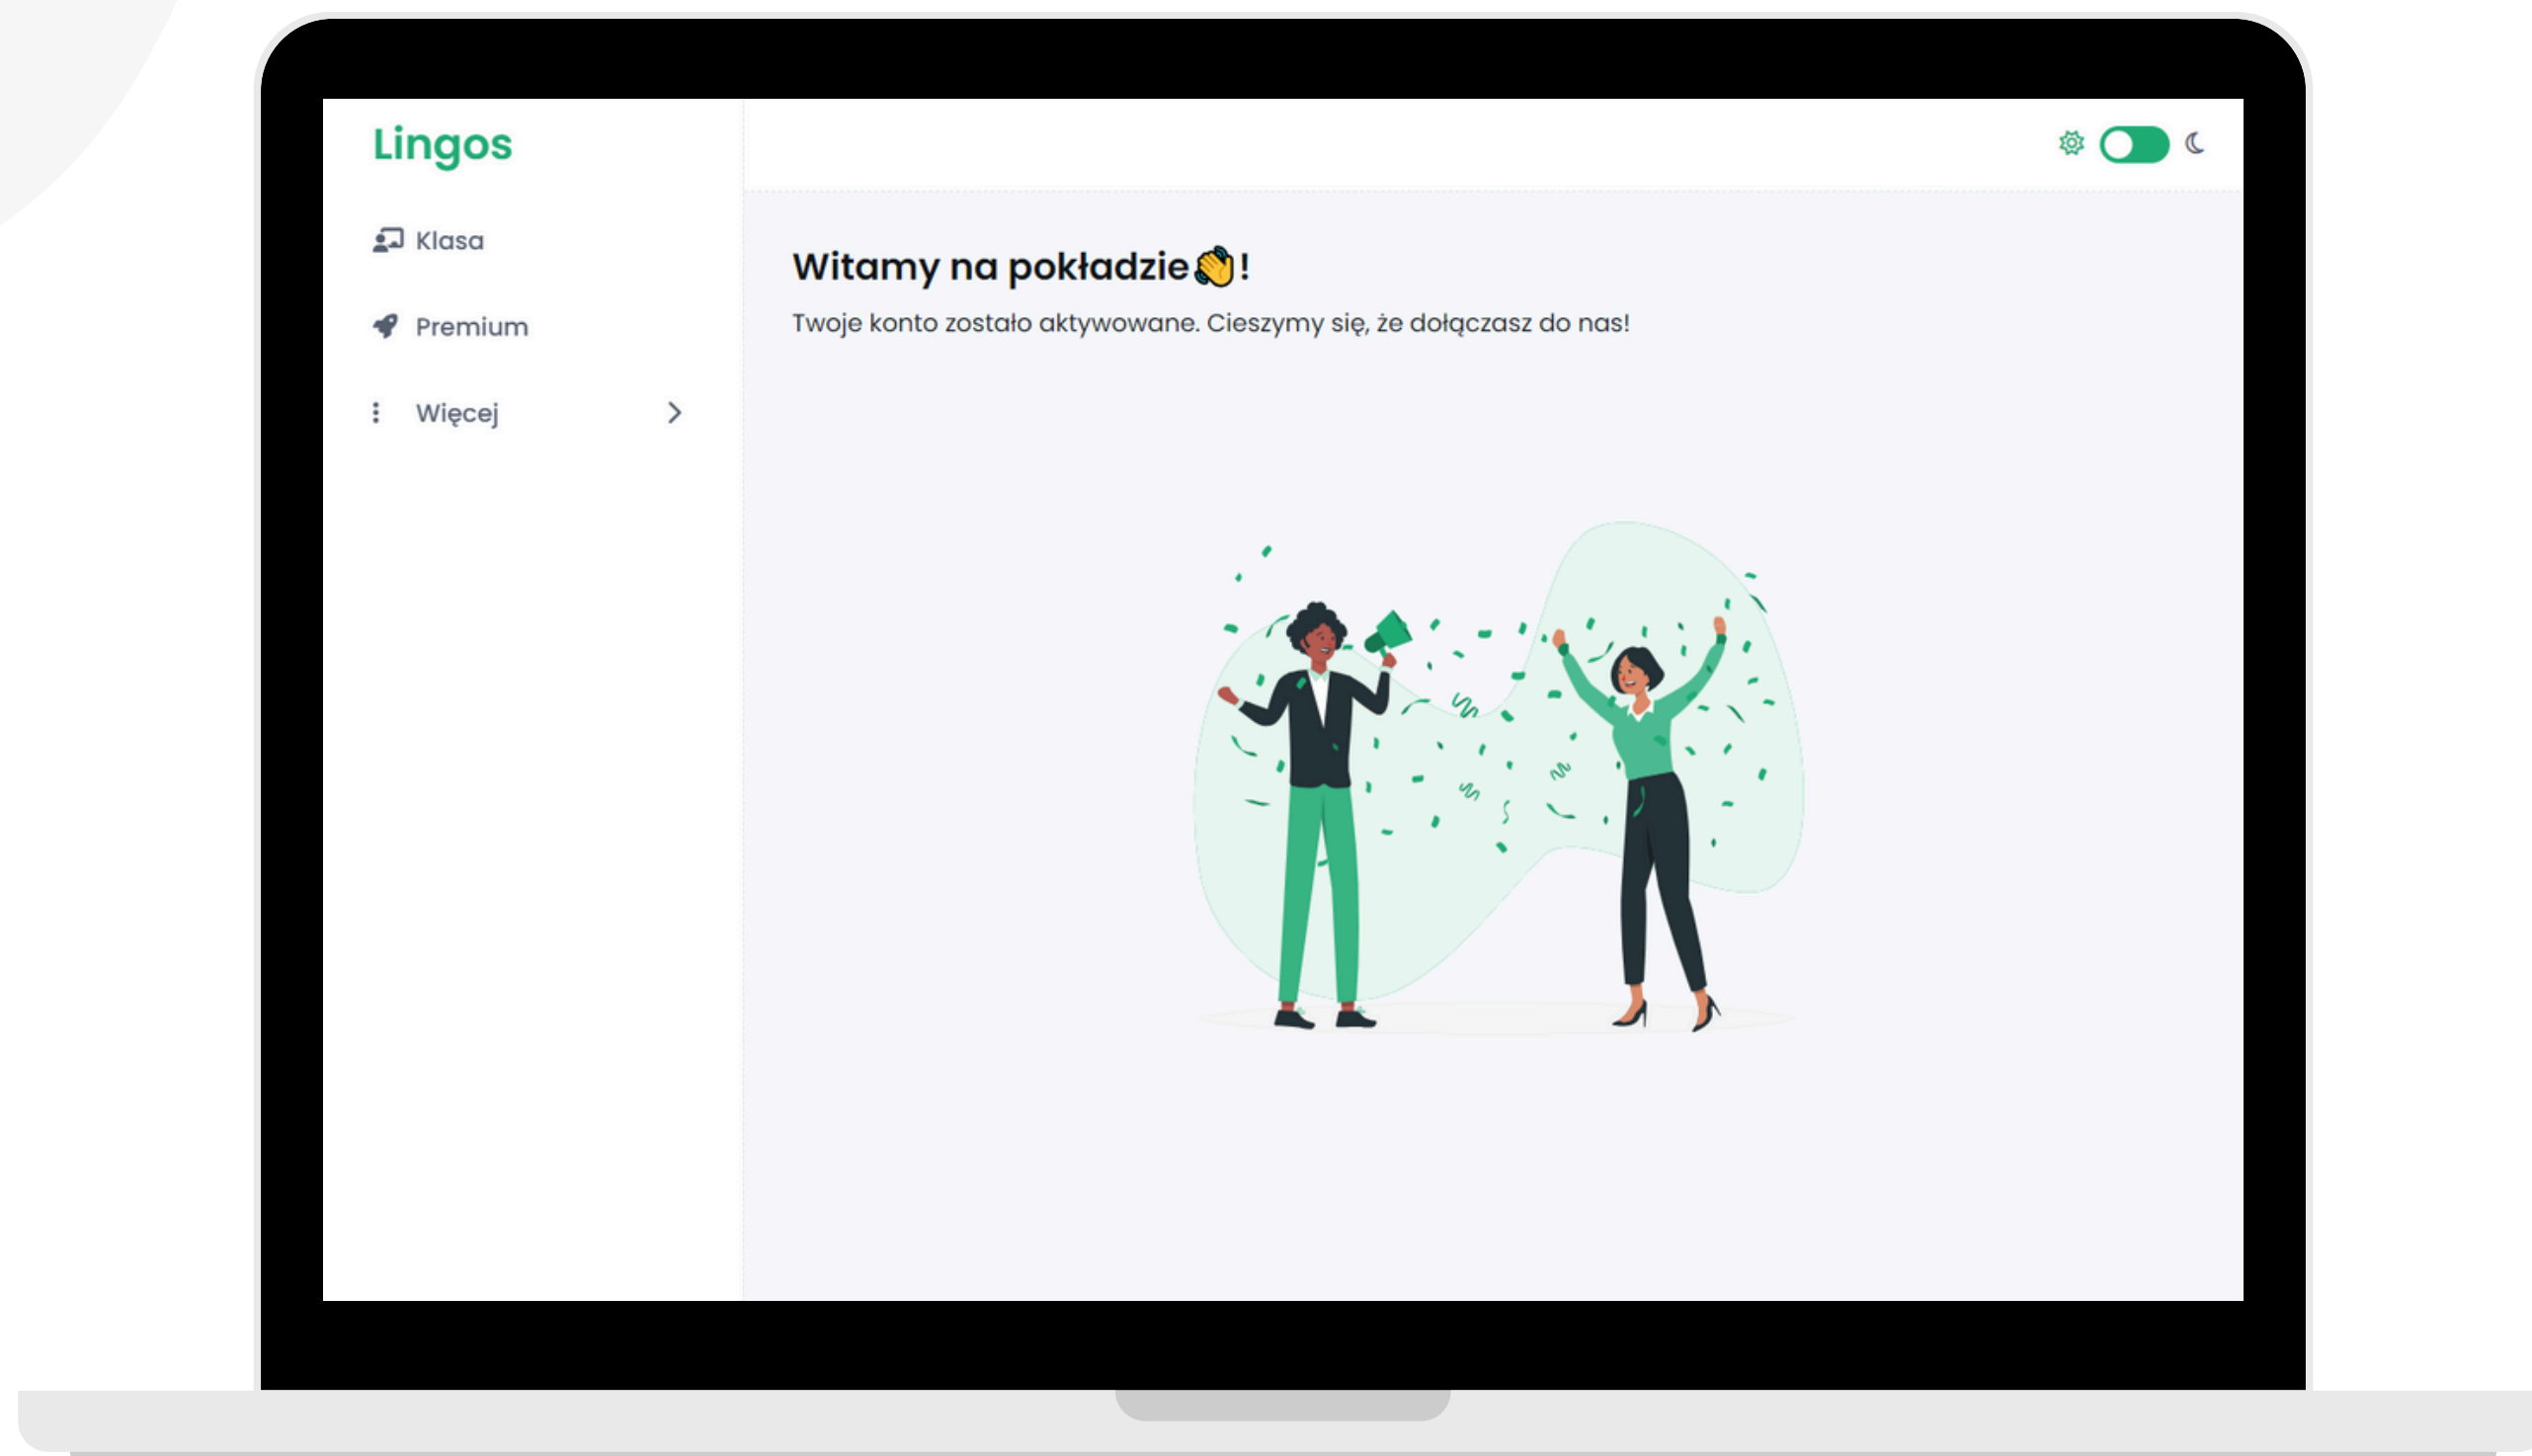 Lingos
Klasa
Premium
Więcej
Witamy na pokładzie👋!
Twoje konto zostało aktywowane. Cieszymy się, że dołączasz do nas!